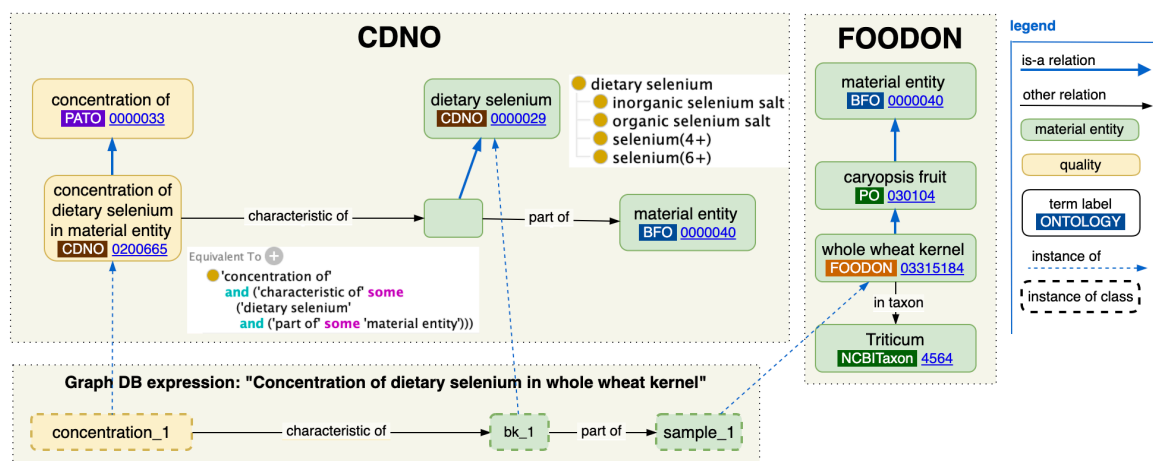 CDNO
concentration of
PATO 0000033
concentration of
dietary selenium
in material entity
CDNO 0200665
characteristic of
dietary selenium
CDNO 0000029
part of
material entity
BFO 0000040
dietary selenium
inorganic selenium salt
organic selenium salt
selenium(4+)
selenium(6+)
Equivalent To +
'concentration of'
and ('characteristic of' some
('dietary selenium'
and ('part of' some 'material entity')))
FOODON
material entity
BFO 0000040
caryopsis fruit
PO 030104
whole wheat kernel
FOODON 03315184
in taxon
Triticum
NCBITaxon 4564
legend
is-a relation
other relation
material entity
quality
term label
ONTOLOGY
instance of
instance of class
Graph DB expression: "Concentration of dietary selenium in whole wheat kernel"
concentration_1
characteristic of
bk_1
part of
sample_1